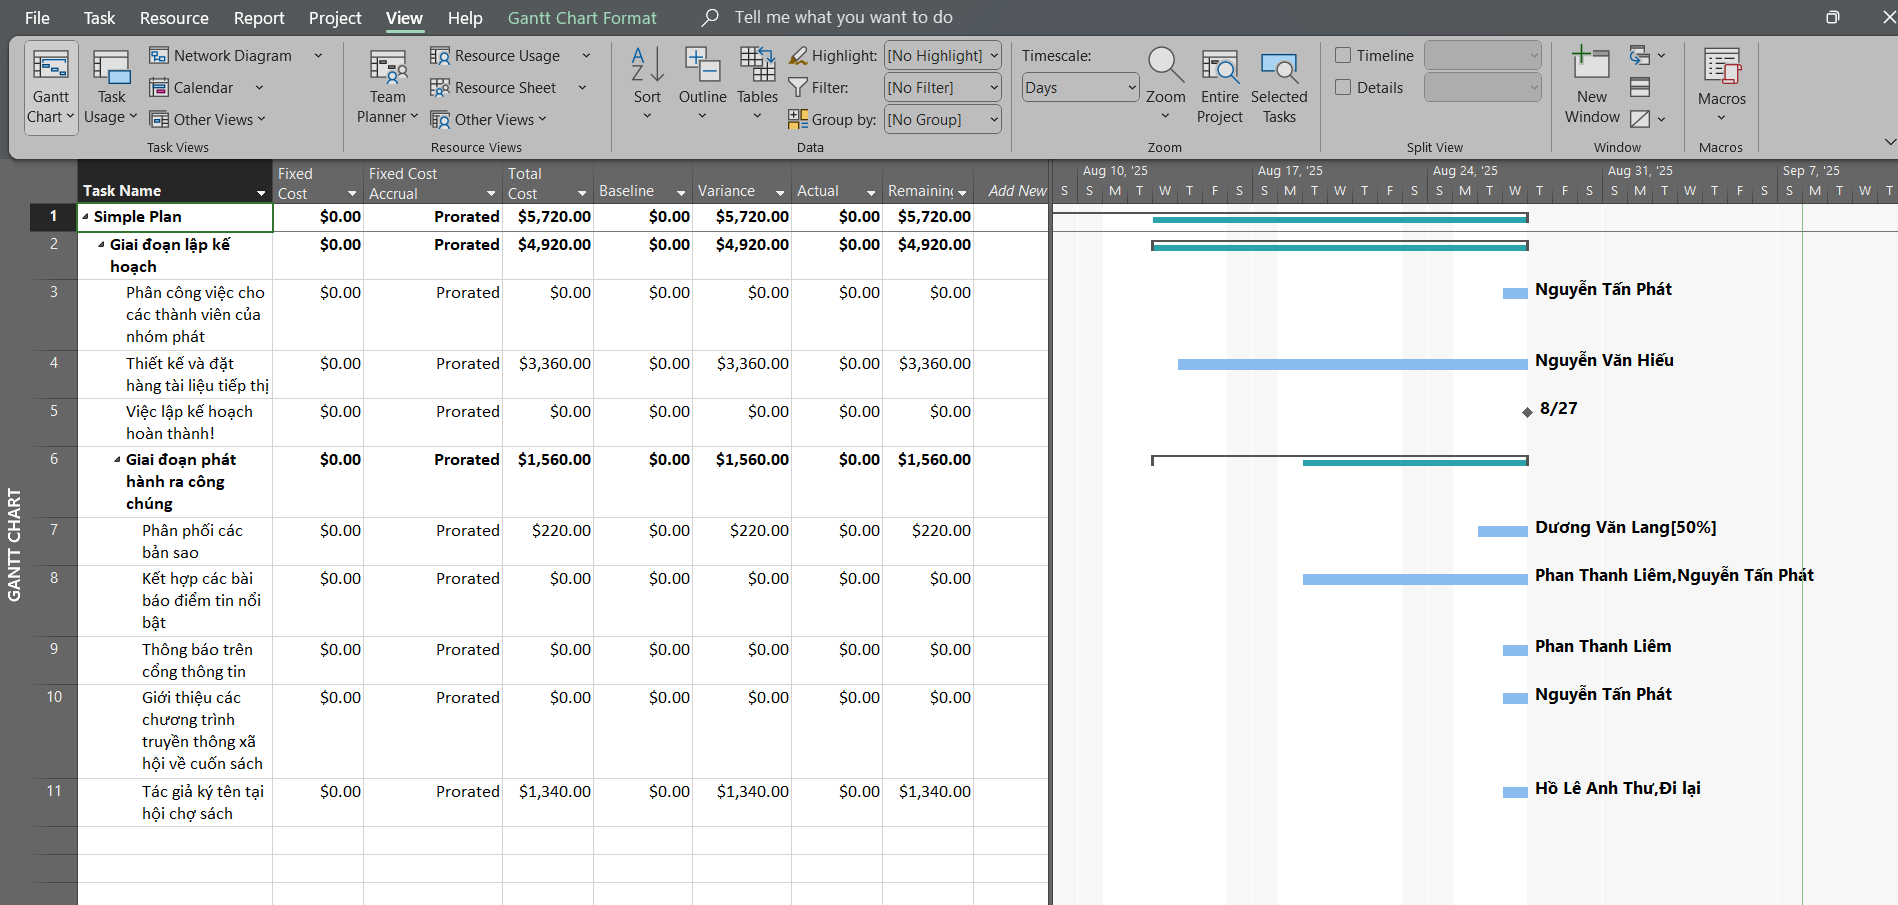 File Task Resource Report Project View Help Gantt Chart Format Tell me what you want to do
Network Diagram
Calendar
Other Views
Gantt Chart
Task Usage
Task Views
Team Planner
Resource Usage
Resource Sheet
Other Views
Resource Views
Sort
Outline
Tables
Highlight: [No Highlight]
Filter: [No Filter]
Group by: [No Group]
Data
Timescale:
Days
Zoom
Entire Project
Selected Tasks
Zoom
Timeline
Details
Split View
New Window
Window
Macros
Macros
GANTT CHART
Task Name Fixed Cost Fixed Cost Accrual Total Cost Baseline Variance Actual Remaining Add New
Aug 10, '25 Aug 17, '25 Aug 24, '25 Aug 31, '25 Sep 7, '25
S S M T W T F S S M T W T F S S M T W T F S S M T W T F S S M T W T
1 Simple Plan $0.00 Prorated $5,720.00 $0.00 $5,720.00 $0.00 $5,720.00
2 Giai đoạn lập kế $0.00 Prorated $4,920.00 $0.00 $4,920.00 $0.00 $4,920.00
hoạch
3 Phân công việc cho $0.00 Prorated $0.00 $0.00 $0.00 $0.00 $0.00 Nguyễn Tấn Phát
các thành viên của
nhóm phát
4 Thiết kế và đặt $0.00 Prorated $3,360.00 $0.00 $3,360.00 $0.00 $3,360.00 Nguyễn Văn Hiếu
hàng tài liệu tiếp thị
5 Việc lập kế hoạch $0.00 Prorated $0.00 $0.00 $0.00 $0.00 $0.00 8/27
hoàn thành!
6 Giai đoạn phát $0.00 Prorated $1,560.00 $0.00 $1,560.00 $0.00 $1,560.00
hành ra công
chúng
7 Phân phối các $0.00 Prorated $220.00 $0.00 $220.00 $0.00 $220.00 Dương Văn Lang[50%]
bản sao
8 Kết hợp các bài $0.00 Prorated $0.00 $0.00 $0.00 $0.00 $0.00 Phan Thanh Liêm,Nguyễn Tấn Phát
báo điểm tin nổi
bật
9 Thông báo trên $0.00 Prorated $0.00 $0.00 $0.00 $0.00 $0.00 Phan Thanh Liêm
cổng thông tin
10 Giới thiệu các $0.00 Prorated $0.00 $0.00 $0.00 $0.00 $0.00 Nguyễn Tấn Phát
chương trình
truyền thông xã
hội về cuốn sách
11 Tác giả ký tên tại $0.00 Prorated $1,340.00 $0.00 $1,340.00 $0.00 $1,340.00 Hồ Lê Anh Thư,Đi lại
hội chợ sách